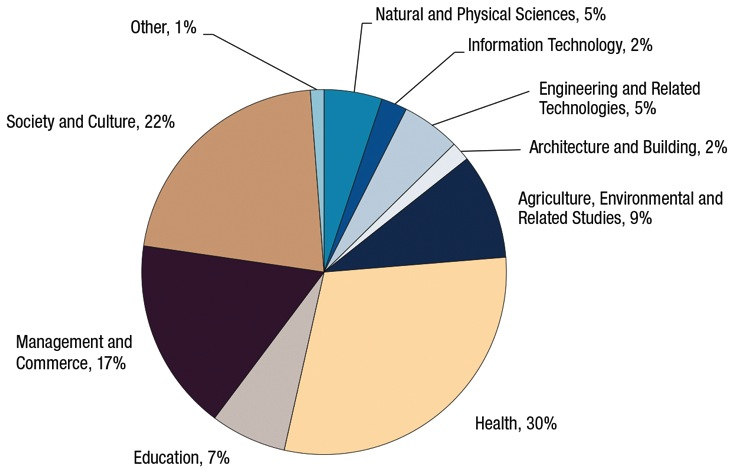 Natural and Physical Sciences, 5%
Other, 1%
Information Technology, 2%
Engineering and Related
Technologies, 5%
Society and Culture, 22%
Architecture and Building, 2%
Agriculture, Environmental and
Related Studies, 9%
Management and
Commerce, 17%
Health, 30%
Education, 7%